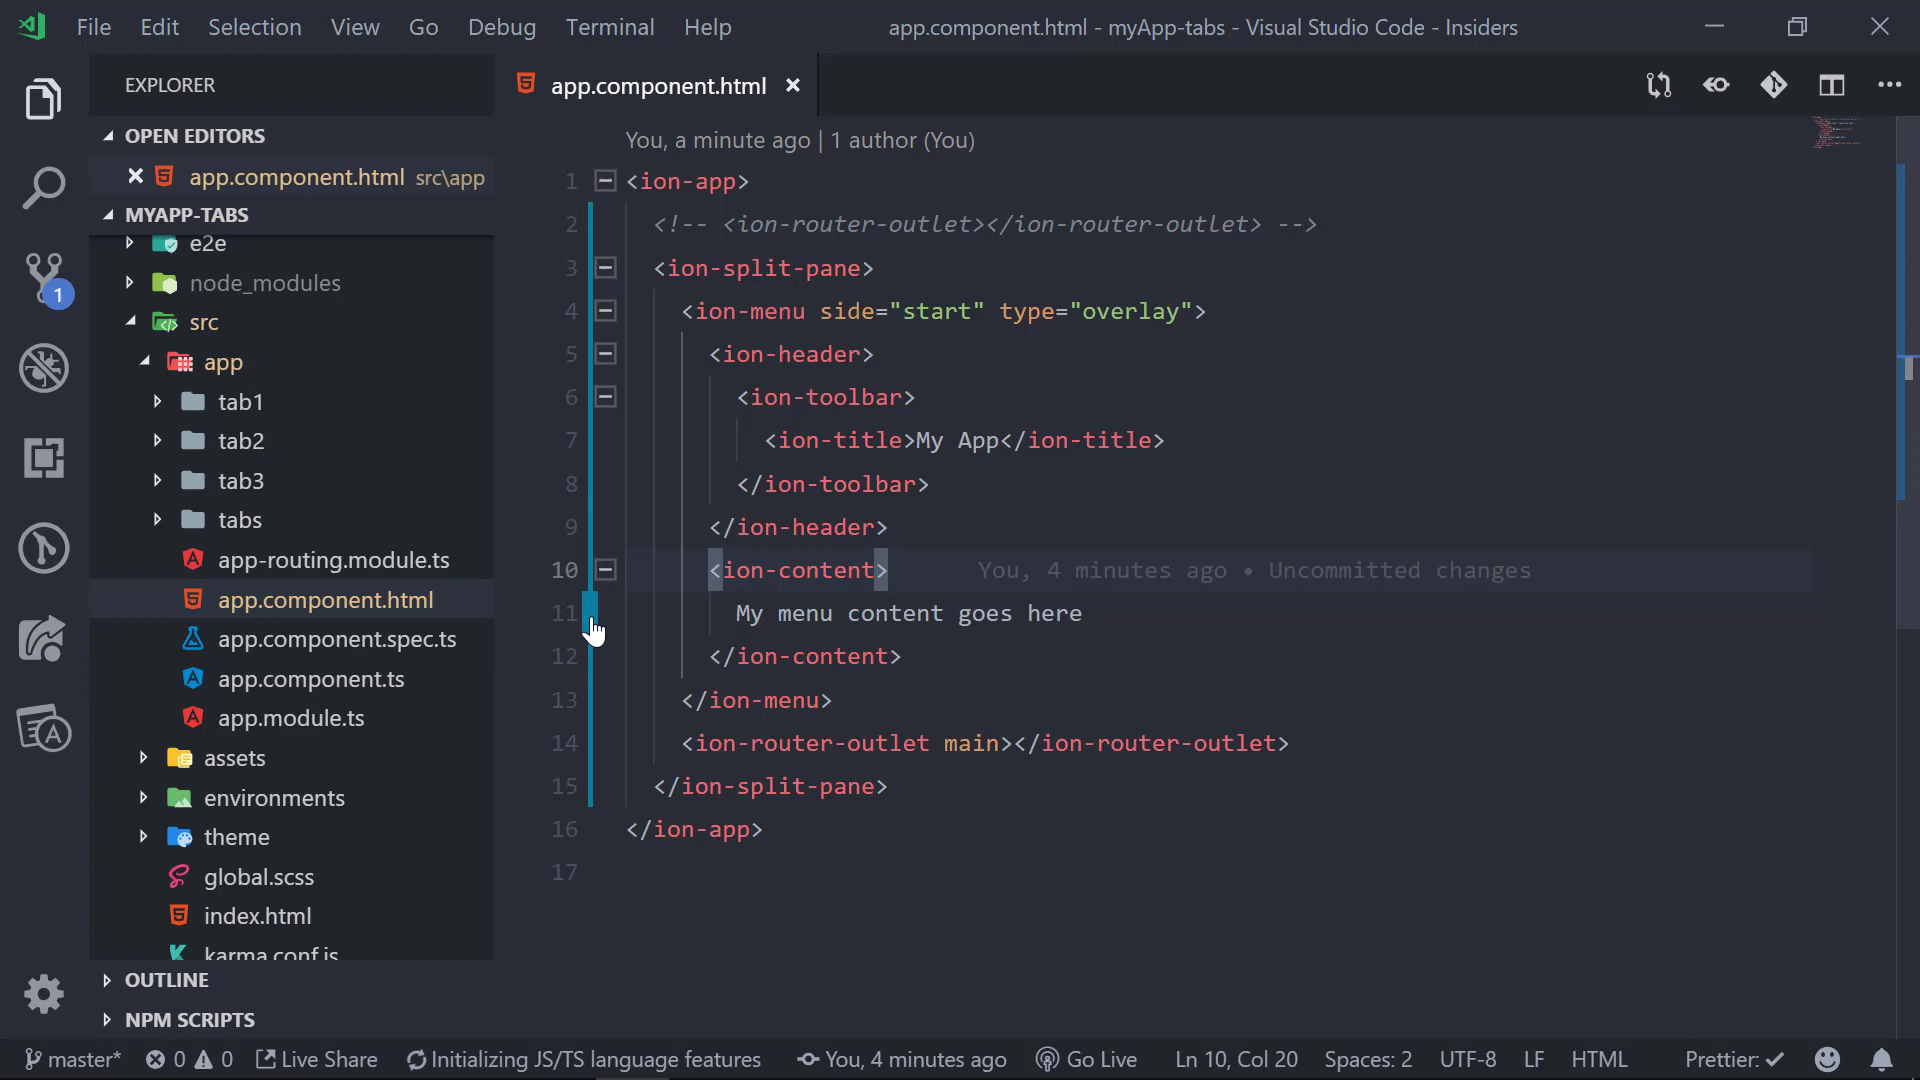 File Edit Selection View Go Debug Terminal Help app.component.html - myApp-tabs - Visual Studio Code - Insiders
EXPLORER
app.component.html
OPEN EDITORS
app.component.html src\app
MYAPP-TABS
e2e
node_modules
src
app
tab1
tab2
tab3
tabs
app-routing.module.ts
app.component.html
app.component.spec.ts
app.component.ts
app.module.ts
assets
environments
theme
global.scss
index.html
karma.conf.js
OUTLINE
NPM SCRIPTS
1
You, a minute ago | 1 author (You)
1 <ion-app>
2 <!-- <ion-router-outlet></ion-router-outlet> -->
3 <ion-split-pane>
4 <ion-menu side="start" type="overlay">
5 <ion-header>
6 <ion-toolbar>
7 <ion-title>My App</ion-title>
8 </ion-toolbar>
9 </ion-header>
10 <ion-content> You, 4 minutes ago • Uncommitted changes
11 My menu content goes here
12 </ion-content>
13 </ion-menu>
14 <ion-router-outlet main></ion-router-outlet>
15 </ion-split-pane>
16 </ion-app>
17
master* 0 0 Live Share Initializing JS/TS language features You, 4 minutes ago Go Live Ln 10, Col 20 Spaces: 2 UTF-8 LF HTML Prettier: ✓